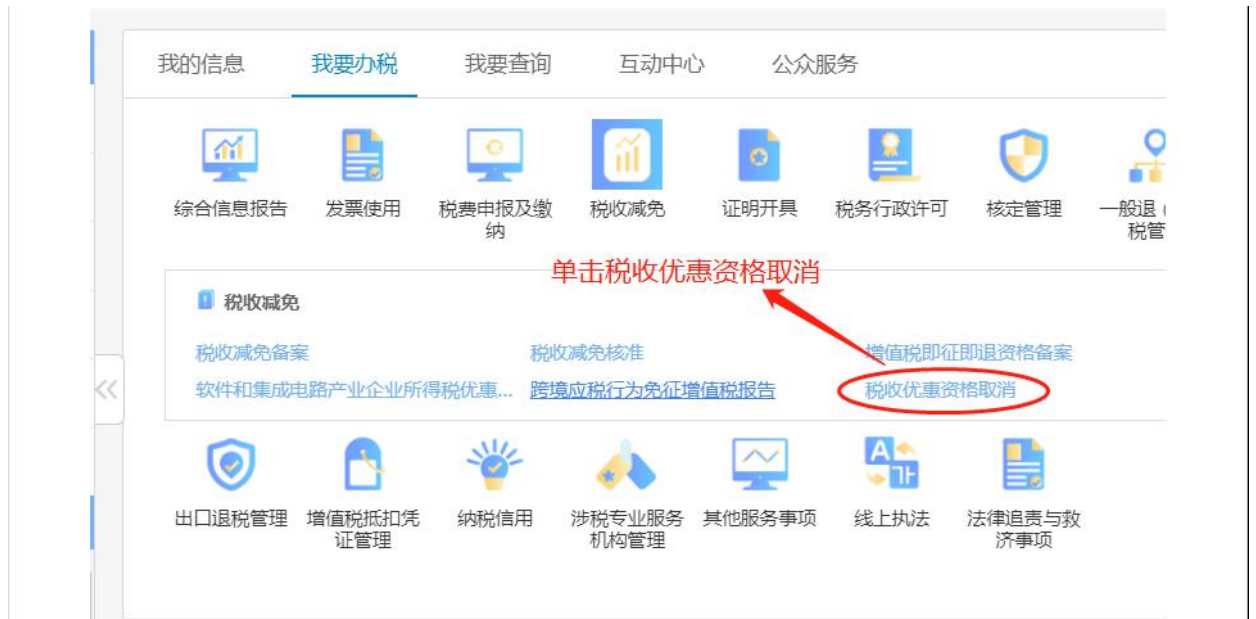 我的信息 我要办税 我要查询 互动中心 公众服务
综合信息报告 发票使用 税费申报及缴纳 税收减免 证明开具 税务行政许可 核定管理 一般退（
税管
单击税收优惠资格取消
税收减免
税收减免备案 税收减免核准 增值税即征即退资格备案
软件和集成电路产业企业所得税优惠... 跨境应税行为免征增值税报告 税收优惠资格取消
出口退税管理 增值税抵扣凭证管理 纳税信用 涉税专业服务机构管理 其他服务事项 线上执法 法律追责与救济事项